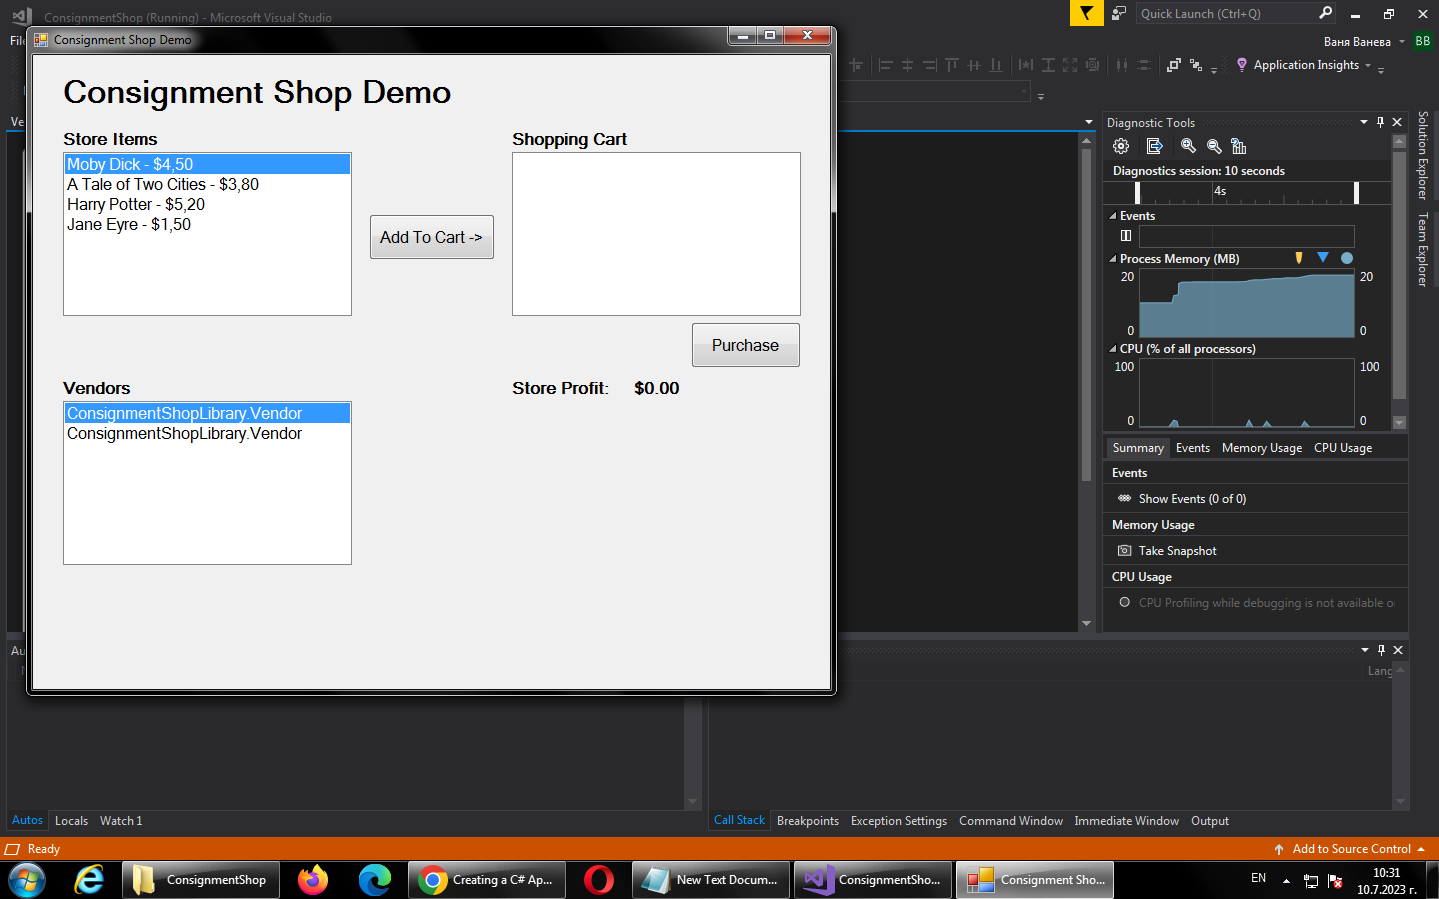 ConsignmentShop (Running) - Microsoft Visual Studio
Quick Launch (Ctrl+Q)
Ваня Ванева
BB
Consignment Shop Demo
Application Insights
Consignment Shop Demo
Store Items
Moby Dick - $4,50
A Tale of Two Cities - $3,80
Harry Potter - $5,20
Jane Eyre - $1,50
Add To Cart ->
Shopping Cart
Purchase
Vendors
ConsignmentShopLibrary.Vendor
ConsignmentShopLibrary.Vendor
Store Profit: $0.00
Diagnostic Tools
Diagnostics session: 10 seconds
4s
Events
Process Memory (MB)
20 20
0 0
CPU (% of all processors)
100 100
0 0
Summary Events Memory Usage CPU Usage
Events
Show Events (0 of 0)
Memory Usage
Take Snapshot
CPU Usage
CPU Profiling while debugging is not available o
Solution Explorer
Team Explorer
Lang
Autos Locals Watch 1
Call Stack Breakpoints Exception Settings Command Window Immediate Window Output
Ready
Add to Source Control
ConsignmentShop
Creating a C# Ap...
New Text Docum...
ConsignmentSho...
Consignment Sho...
EN
10:31
10.7.2023 г.